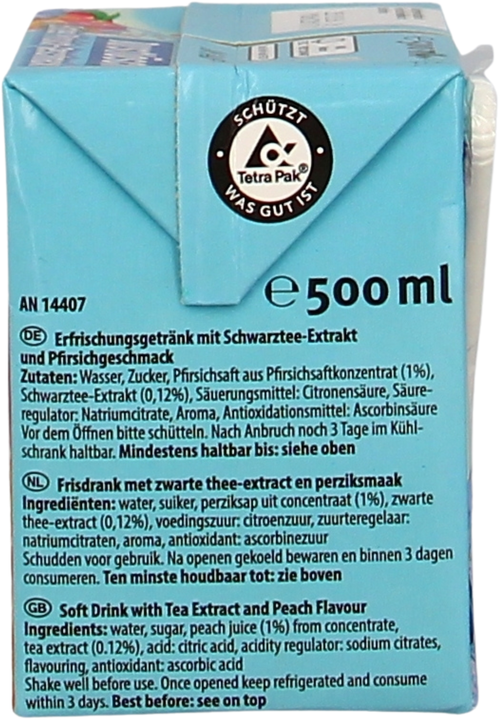 SCHÜTZT
Tetra Pak®
WAS GUT IST
AN 14407
℮ 500 ml
DE Erfrischungsgetränk mit Schwarztee-Extrakt
und Pfirsichgeschmack
Zutaten: Wasser, Zucker, Pfirsichsaft aus Pfirsichsaftkonzentrat (1%),
Schwarztee-Extrakt (0,12%), Säuerungsmittel: Citronensäure, Säure-
regulator: Natriumcitrate, Aroma, Antioxidationsmittel: Ascorbinsäure
Vor dem Öffnen bitte schütteln. Nach Anbruch noch 3 Tage im Kühl-
schrank haltbar. Mindestens haltbar bis: siehe oben
NL Frisdrank met zwarte thee-extract en perziksmaak
Ingrediënten: water, suiker, perziksap uit concentraat (1%), zwarte
thee-extract (0,12%), voedingszuur: citroenzuur, zuurteregelaar:
natriumcitraten, aroma, antioxidant: ascorbinezuur
Schudden voor gebruik. Na openen gekoeld bewaren en binnen 3 dagen
consumeren. Ten minste houdbaar tot: zie boven
GB Soft Drink with Tea Extract and Peach Flavour
Ingredients: water, sugar, peach juice (1%) from concentrate,
tea extract (0.12%), acid: citric acid, acidity regulator: sodium citrates,
flavouring, antioxidant: ascorbic acid
Shake well before use. Once opened keep refrigerated and consume
within 3 days. Best before: see on top